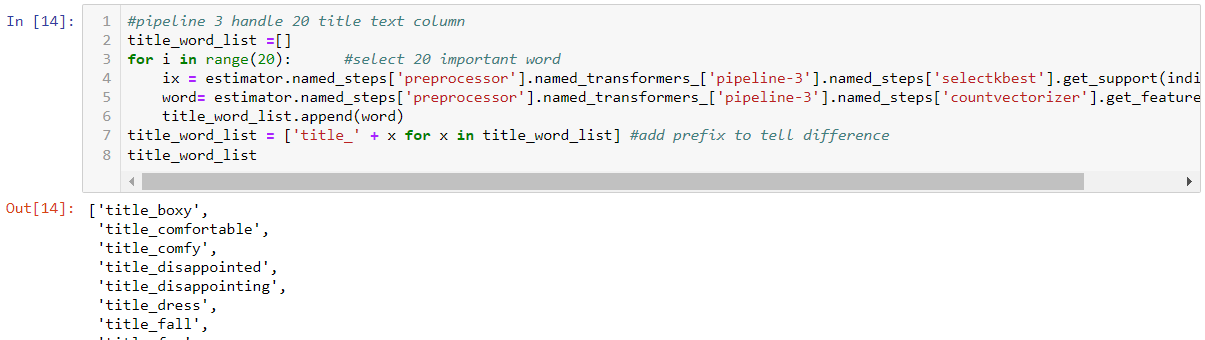 In [14]:
1 #pipeline 3 handle 20 title text column
2 title_word_list =[]
3 for i in range(20):      #select 20 important word
4     ix = estimator.named_steps['preprocessor'].named_transformers_['pipeline-3'].named_steps['selectkbest'].get_support(indi
5     word= estimator.named_steps['preprocessor'].named_transformers_['pipeline-3'].named_steps['countvectorizer'].get_feature
6     title_word_list.append(word)
7 title_word_list = ['title_' + x for x in title_word_list] #add prefix to tell difference
8 title_word_list
Out[14]: ['title_boxy',
'title_comfortable',
'title_comfy',
'title_disappointed',
'title_disappointing',
'title_dress',
'title_fall',